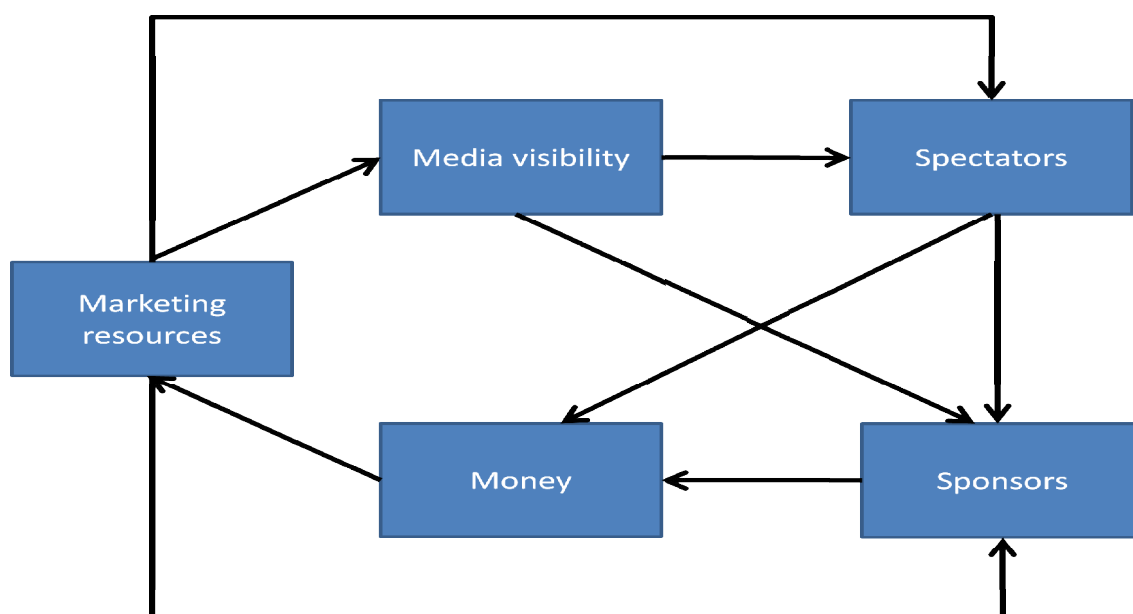 Media visibility
Spectators
Marketing
resources
Money
Sponsors